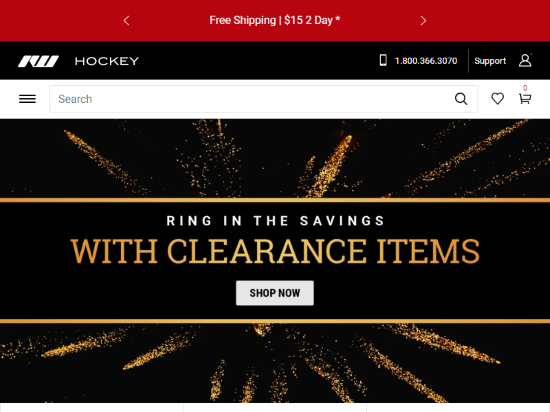 Free Shipping | $15 2 Day *
HOCKEY
1.800.366.3070
Support
0
Search
RING IN THE SAVINGS
WITH CLEARANCE ITEMS
SHOP NOW